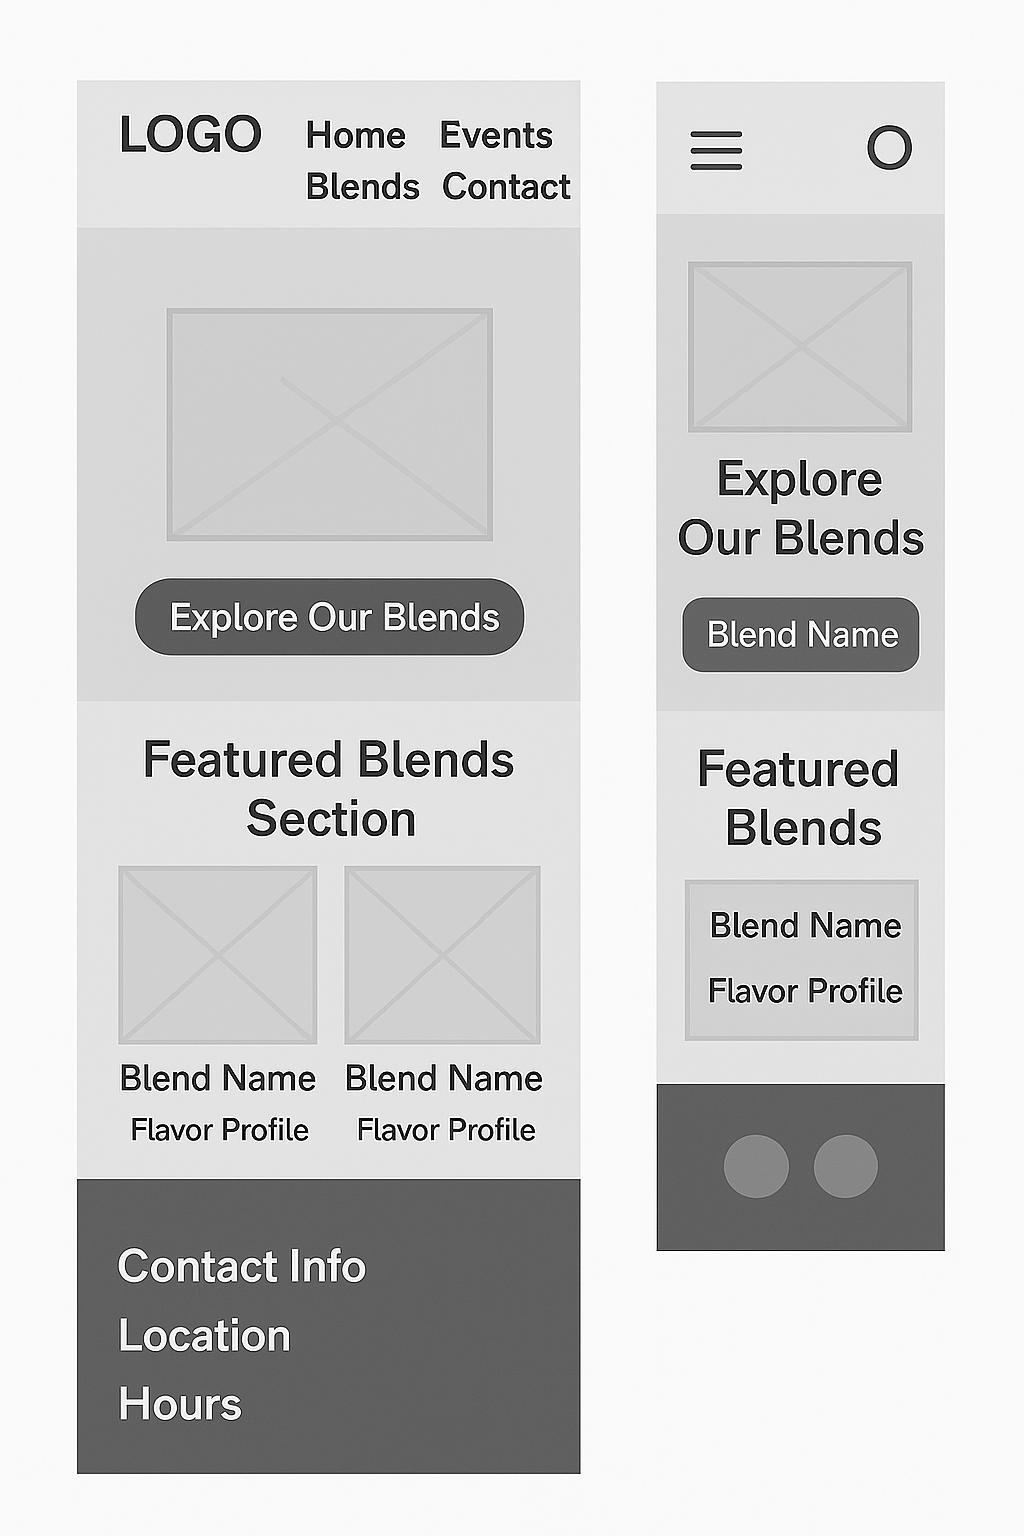 LOGO
Home Events
Blends Contact
Explore Our Blends
Featured Blends
Section
Blend Name Blend Name
Flavor Profile Flavor Profile
Contact Info
Location
Hours
Explore
Our Blends
Blend Name
Featured
Blends
Blend Name
Flavor Profile